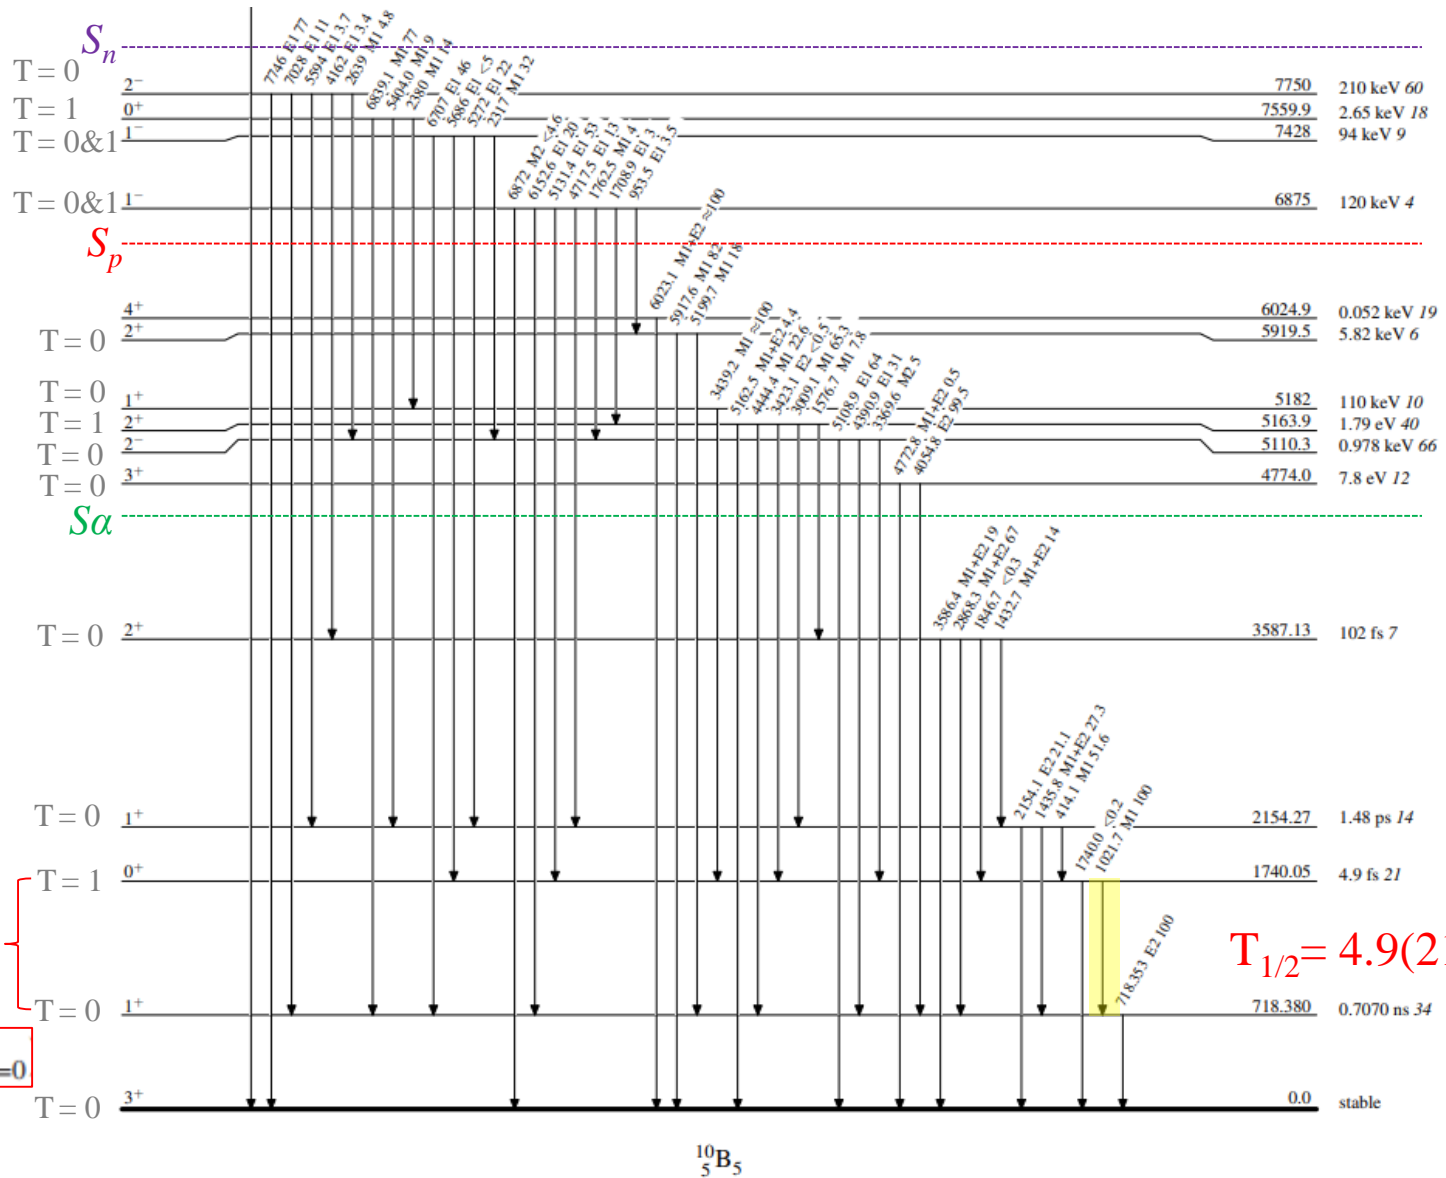 S_n
T = 0
2⁻
7746 E1 77
7028 E1 11
5594 E1 3.7
4162 E1 3.4
2639 M1 4.8
7750
210 keV 60
T = 1
0⁺
6839.1 M1 77
5404.0 M1 9
2380 M1 14
7559.9
2.65 keV 18
T = 0&1
1⁻
6707 E1 46
5686 E1 <5
5272 E1 22
2317 M1 32
7428
94 keV 9
T = 0&1
1⁻
6872 M2 <4.6
6152.6 E1 20
5131.4 E1 53
4717.5 E1 13
1762.5 M1 4
1708.9 E1 3
953.5 E1 3.5
6875
120 keV 4
S_p
4⁺
6023.1 M1+E2 ≈100
6024.9
0.052 keV 19
T = 0
2⁺
5917.6 M1 82
5199.7 M1 18
5919.5
5.82 keV 6
T = 0
1⁺
3439.2 M1 ≈100
5182
110 keV 10
T = 1
2⁺
5162.5 M1+E2 4.4
4444.4 M1 22.6
3423.1 E2 <0.5
3009.1 M1 65.3
1576.7 M1 7.8
5163.9
1.79 eV 40
T = 0
2⁻
5108.9 E1 64
4390.9 E1 31
3369.6 M2 5
5110.3
0.978 keV 66
T = 0
3⁺
4772.8 M1+E2 0.5
4054.8 E2 99.5
4774.0
7.8 eV 12
Sα
T = 0
2⁺
3586.4 M1+E2 19
2868.3 M1+E2 67
1846.7 <0.3
1432.7 M1+E2 14
3587.13
102 fs 7
T = 0
1⁺
2154.1 E2 21.1
1435.8 M1+E2 27.3
414.1 M1 51.6
2154.27
1.48 ps 14
T = 1
0⁺
1740.0 <0.2
1021.7 M1 100
1740.05
4.9 fs 21
T₁/₂= 4.9(21
T = 0
1⁺
718.353 E2 100
718.380
0.7070 ns 34
=0
T = 0
3⁺
0.0
stable
¹⁰₅B₅